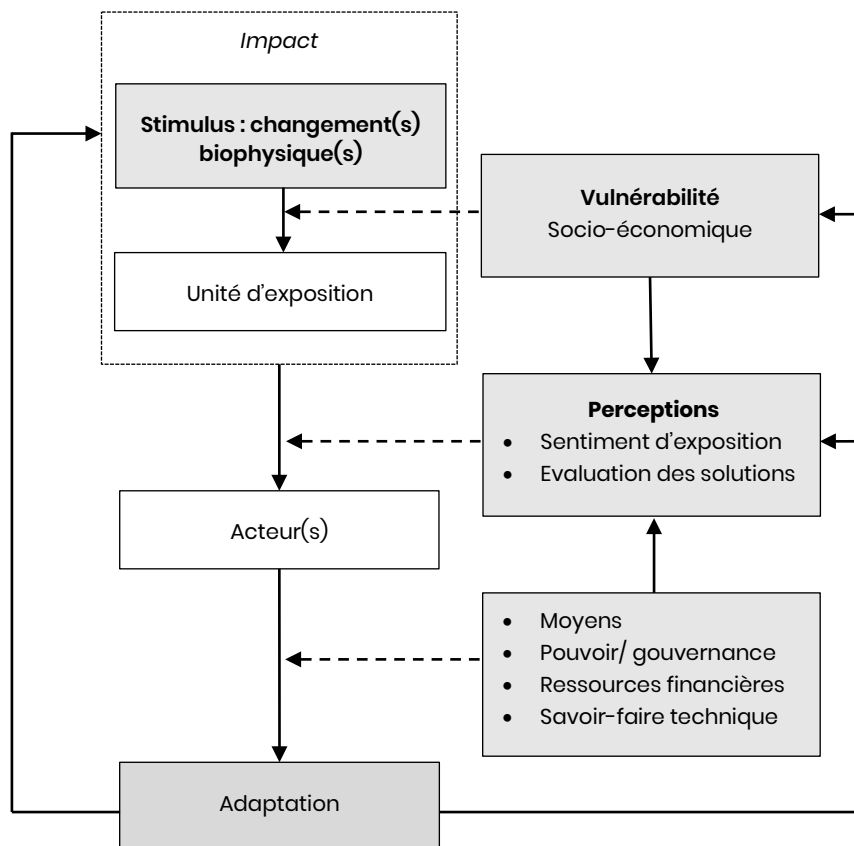 Impact
Stimulus : changement(s)
biophysique(s)
Vulnérabilité
Socio-économique
Unité d’exposition
Perceptions
• Sentiment d’exposition
• Evaluation des solutions
Acteur(s)
• Moyens
• Pouvoir/ gouvernance
• Ressources financières
• Savoir-faire technique
Adaptation